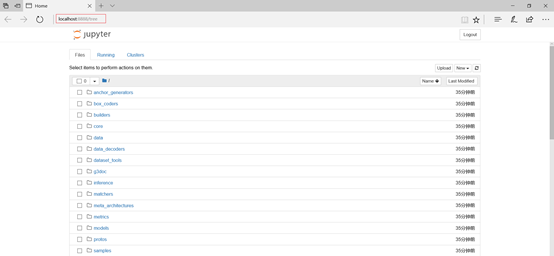 Home
localhost:8888/tree
jupyter
Logout
Files Running Clusters
Select items to perform actions on them.
Upload New
0 / Name Last Modified
anchor_generators 35分钟前
box_coders 35分钟前
builders 35分钟前
core 35分钟前
data 35分钟前
data_decoders 35分钟前
dataset_tools 35分钟前
g3doc 35分钟前
inference 35分钟前
matchers 35分钟前
meta_architectures 35分钟前
metrics 35分钟前
models 35分钟前
protos 35分钟前
samples 35分钟前